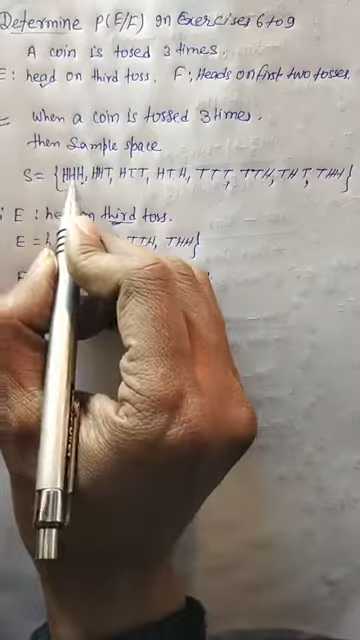 Determine P(E/F) in Exercises 6 to 9
A coin is tosed 3 times.
E: head on third toss. F: Heads on first two tosses
when a coin is tossed 3 times.
then Sample space
S = {HHH, HHT, HTT, HTH, TTT, TTH, THT, THH}
E : he third toss.
E = { TTH, THH}